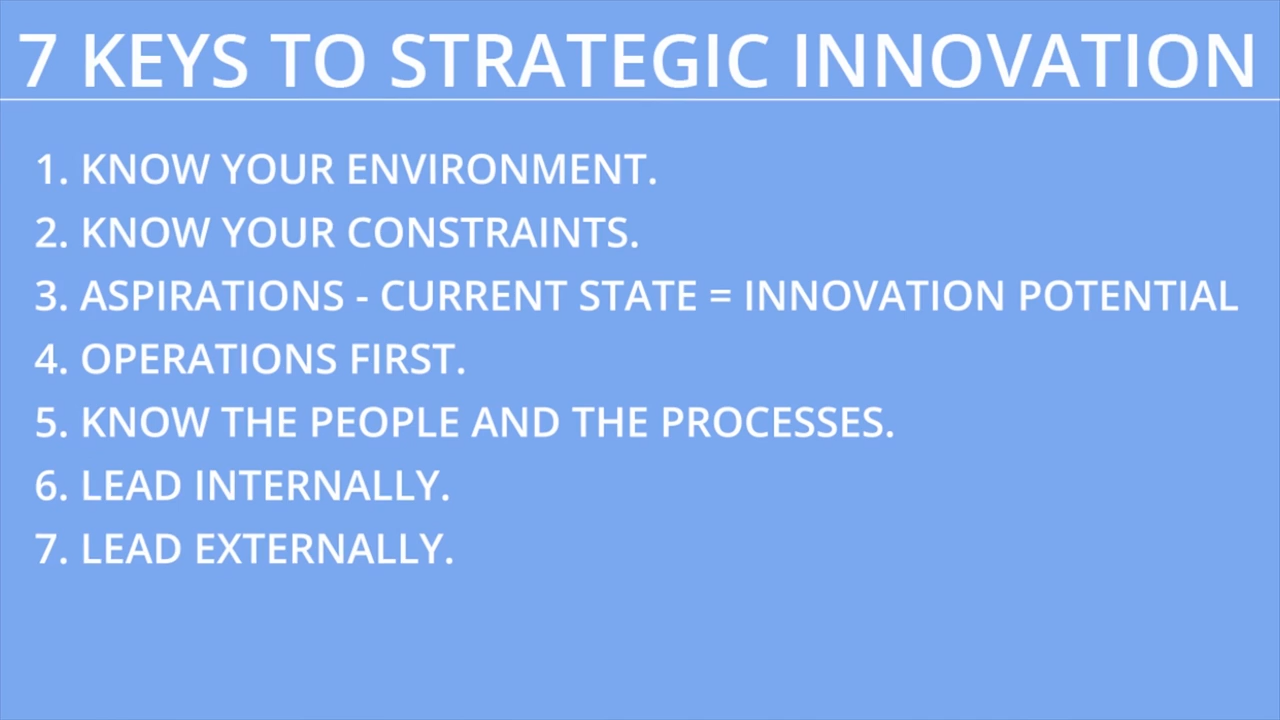 7 KEYS TO STRATEGIC INNOVATION
1. KNOW YOUR ENVIRONMENT.
2. KNOW YOUR CONSTRAINTS.
3. ASPIRATIONS - CURRENT STATE = INNOVATION POTENTIAL
4. OPERATIONS FIRST.
5. KNOW THE PEOPLE AND THE PROCESSES.
6. LEAD INTERNALLY.
7. LEAD EXTERNALLY.